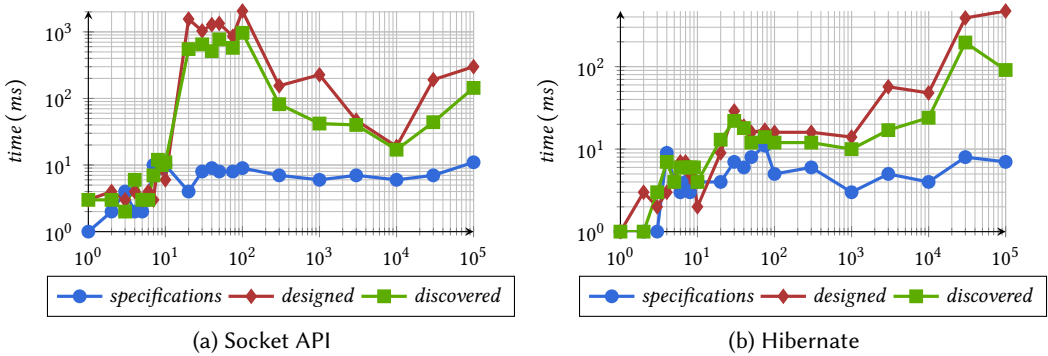 time ( ms)
10^3
10^2
10^1
10^0
10^0 10^1 10^2 10^3 10^4 10^5
specifications designed discovered
(a) Socket API
time ( ms)
10^2
10^1
10^0
10^0 10^1 10^2 10^3 10^4 10^5
specifications designed discovered
(b) Hibernate